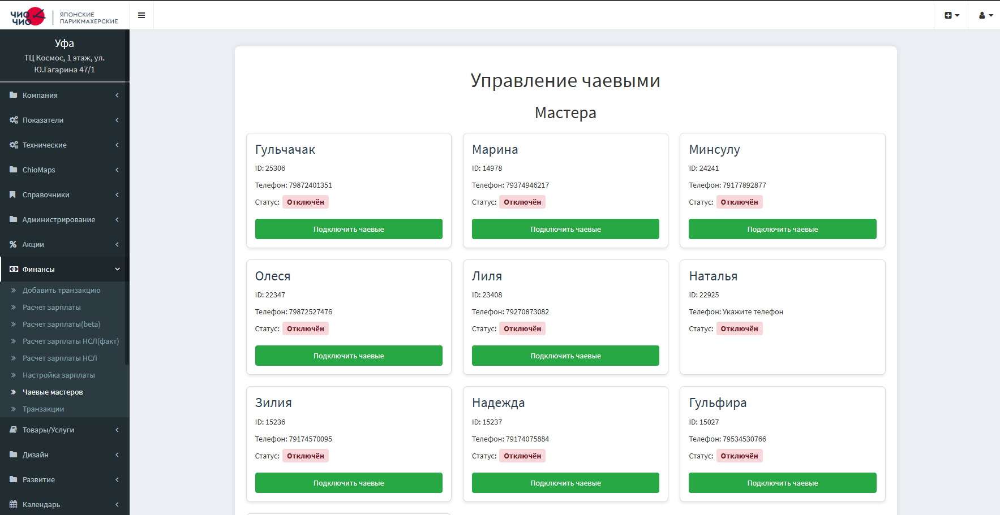 ЧИО
ЧИО
ЯПОНСКИЕ
ПАРИКМАХЕРСКИЕ
Уфа
ТЦ Космос, 1 этаж, ул.
Ю.Гагарина 47/1
Компания
Показатели
Технические
ChioMaps
Справочники
Администрирование
Акции
Финансы
Добавить транзакцию
Расчет зарплаты
Расчет зарплаты(beta)
Расчет зарплаты НСЛ(факт)
Расчет зарплаты НСЛ
Настройка зарплаты
Чаевые мастеров
Транзакции
Товары/Услуги
Дизайн
Развитие
Календарь
Управление чаевыми
Мастера
Гульчачак
ID: 25306
Телефон: 79872401351
Статус: Отключён
Подключить чаевые
Марина
ID: 14978
Телефон: 79374946217
Статус: Отключён
Подключить чаевые
Минсулу
ID: 24241
Телефон: 79177892877
Статус: Отключён
Подключить чаевые
Олеся
ID: 22347
Телефон: 79872527476
Статус: Отключён
Подключить чаевые
Лиля
ID: 23408
Телефон: 79270873082
Статус: Отключён
Подключить чаевые
Наталья
ID: 22925
Телефон: Укажите телефон
Статус: Отключён
Зилия
ID: 15236
Телефон: 79174570095
Статус: Отключён
Подключить чаевые
Надежда
ID: 15237
Телефон: 79174075884
Статус: Отключён
Подключить чаевые
Гульфира
ID: 15027
Телефон: 79534530766
Статус: Отключён
Подключить чаевые